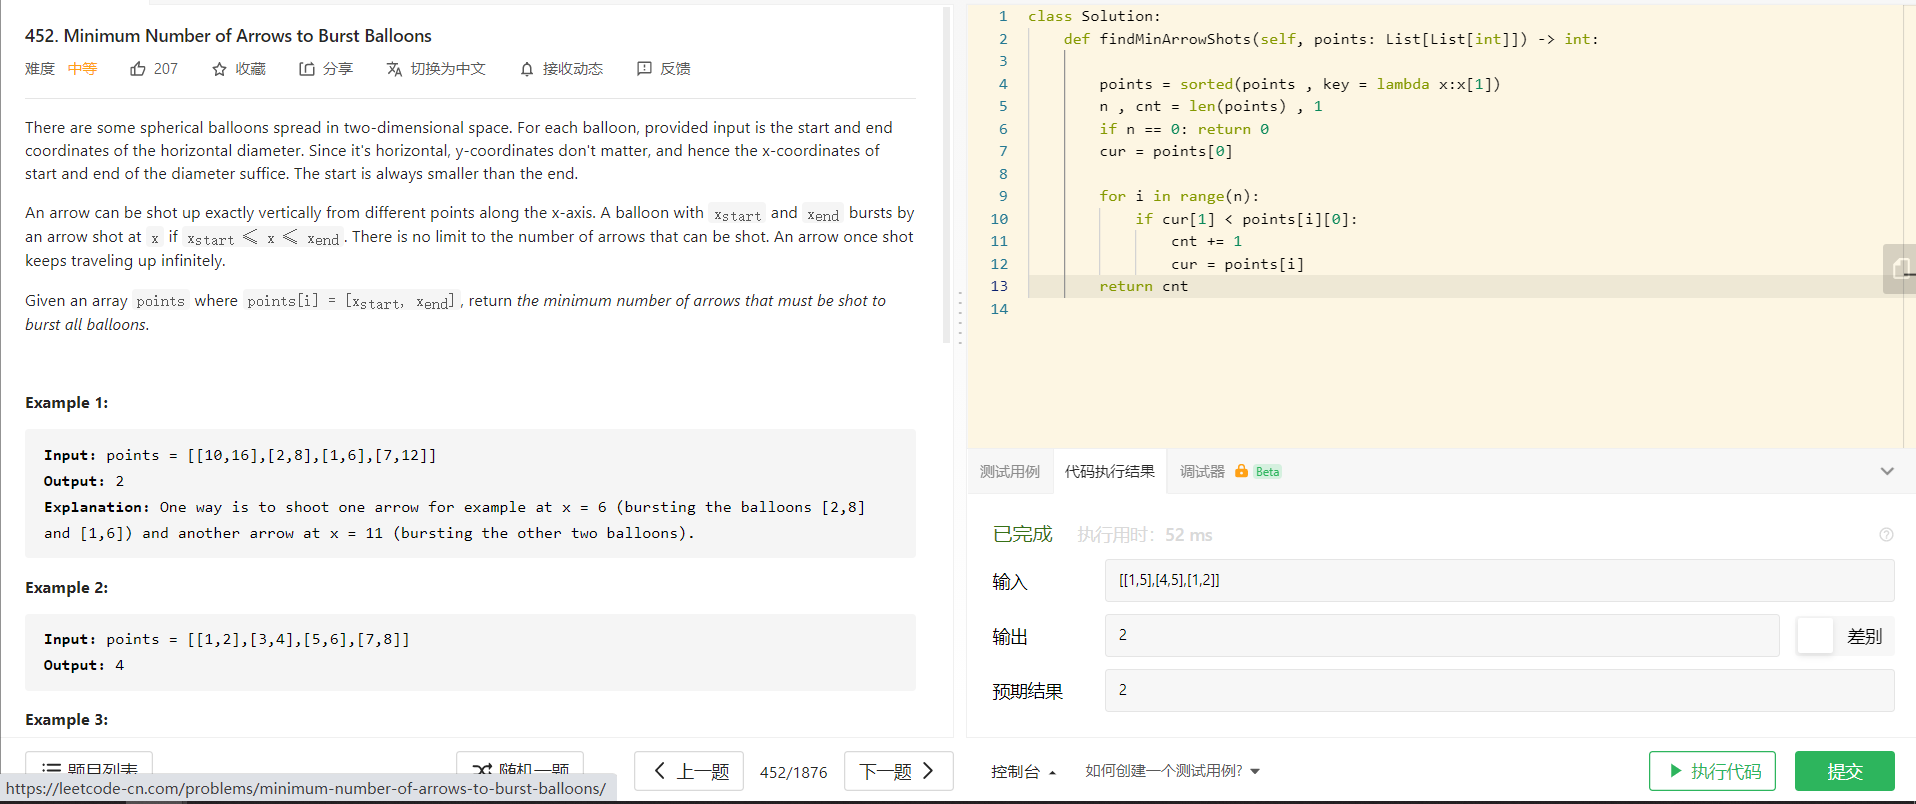 452. Minimum Number of Arrows to Burst Balloons
难度 中等 207 收藏 分享 切换为中文 接收动态 反馈
There are some spherical balloons spread in two-dimensional space. For each balloon, provided input is the start and end
coordinates of the horizontal diameter. Since it's horizontal, y-coordinates don't matter, and hence the x-coordinates of
start and end of the diameter suffice. The start is always smaller than the end.
An arrow can be shot up exactly vertically from different points along the x-axis. A balloon with xstart and xend bursts by
an arrow shot at x if xstart ⩽ x ⩽ xend. There is no limit to the number of arrows that can be shot. An arrow once shot
keeps traveling up infinitely.
Given an array points where points[i] = [xstart, xend], return the minimum number of arrows that must be shot to
burst all balloons.
Example 1:
Input: points = [[10,16],[2,8],[1,6],[7,12]]
Output: 2
Explanation: One way is to shoot one arrow for example at x = 6 (bursting the balloons [2,8]
and [1,6]) and another arrow at x = 11 (bursting the other two balloons).
Example 2:
Input: points = [[1,2],[3,4],[5,6],[7,8]]
Output: 4
Example 3:
题目列表 随机一题 上一题 452/1876 下一题
https://leetcode-cn.com/problems/minimum-number-of-arrows-to-burst-balloons/
1 class Solution:
2 def findMinArrowShots(self, points: List[List[int]]) -> int:
3
4 points = sorted(points , key = lambda x:x[1])
5 n , cnt = len(points) , 1
6 if n == 0: return 0
7 cur = points[0]
8
9 for i in range(n):
10 if cur[1] < points[i][0]:
11 cnt += 1
12 cur = points[i]
13 return cnt
14
测试用例 代码执行结果 调试器 Beta
已完成 执行用时: 52 ms
输入 [[1,5],[4,5],[1,2]]
输出 2 差别
预期结果 2
控制台 如何创建一个测试用例? 执行代码 提交